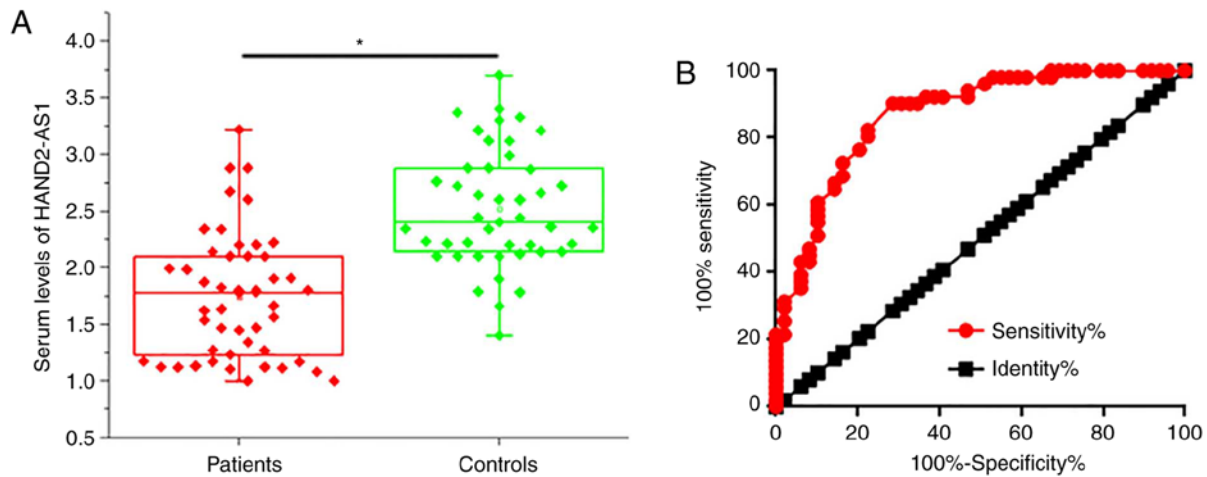 A
Serum levels of HAND2-AS1
4.0
3.5
3.0
2.5
2.0
1.5
1.0
0.5
*
Patients
Controls
B
100% sensitivity
100
80
60
40
20
0
Sensitivity%
Identity%
0 20 40 60 80 100
100%-Specificity%